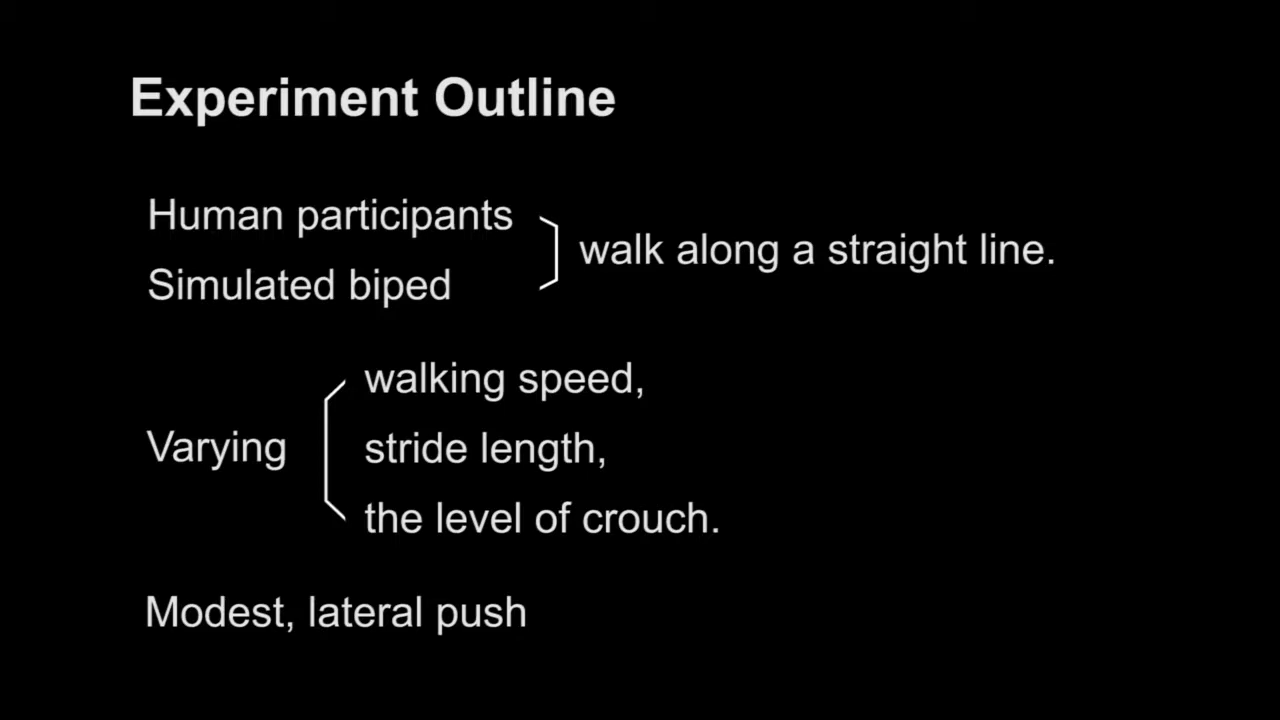 Experiment Outline
Human participants
Simulated biped
walk along a straight line.
Varying
walking speed,
stride length,
the level of crouch.
Modest, lateral push